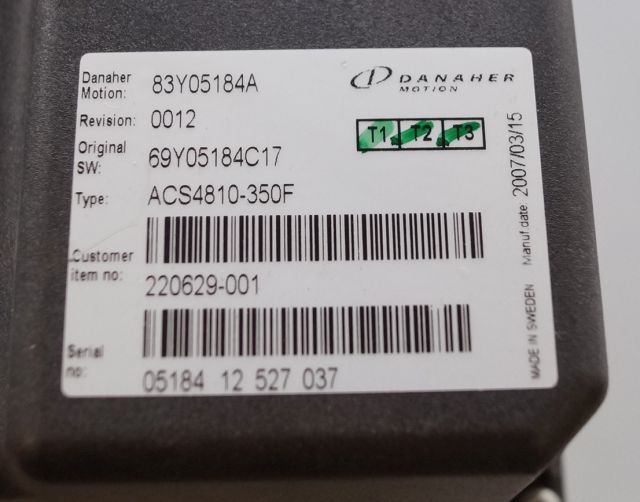 Danaher Motion: 83Y05184A
DANAHER
MOTION
Revision: 0012
T1 T2 T3
Original SW: 69Y05184C17
Type: ACS4810-350F
Customer item no: 220629-001
Serial no: 05184 12 527 037
MADE IN SWEDEN Manuf.date 2007/03/15